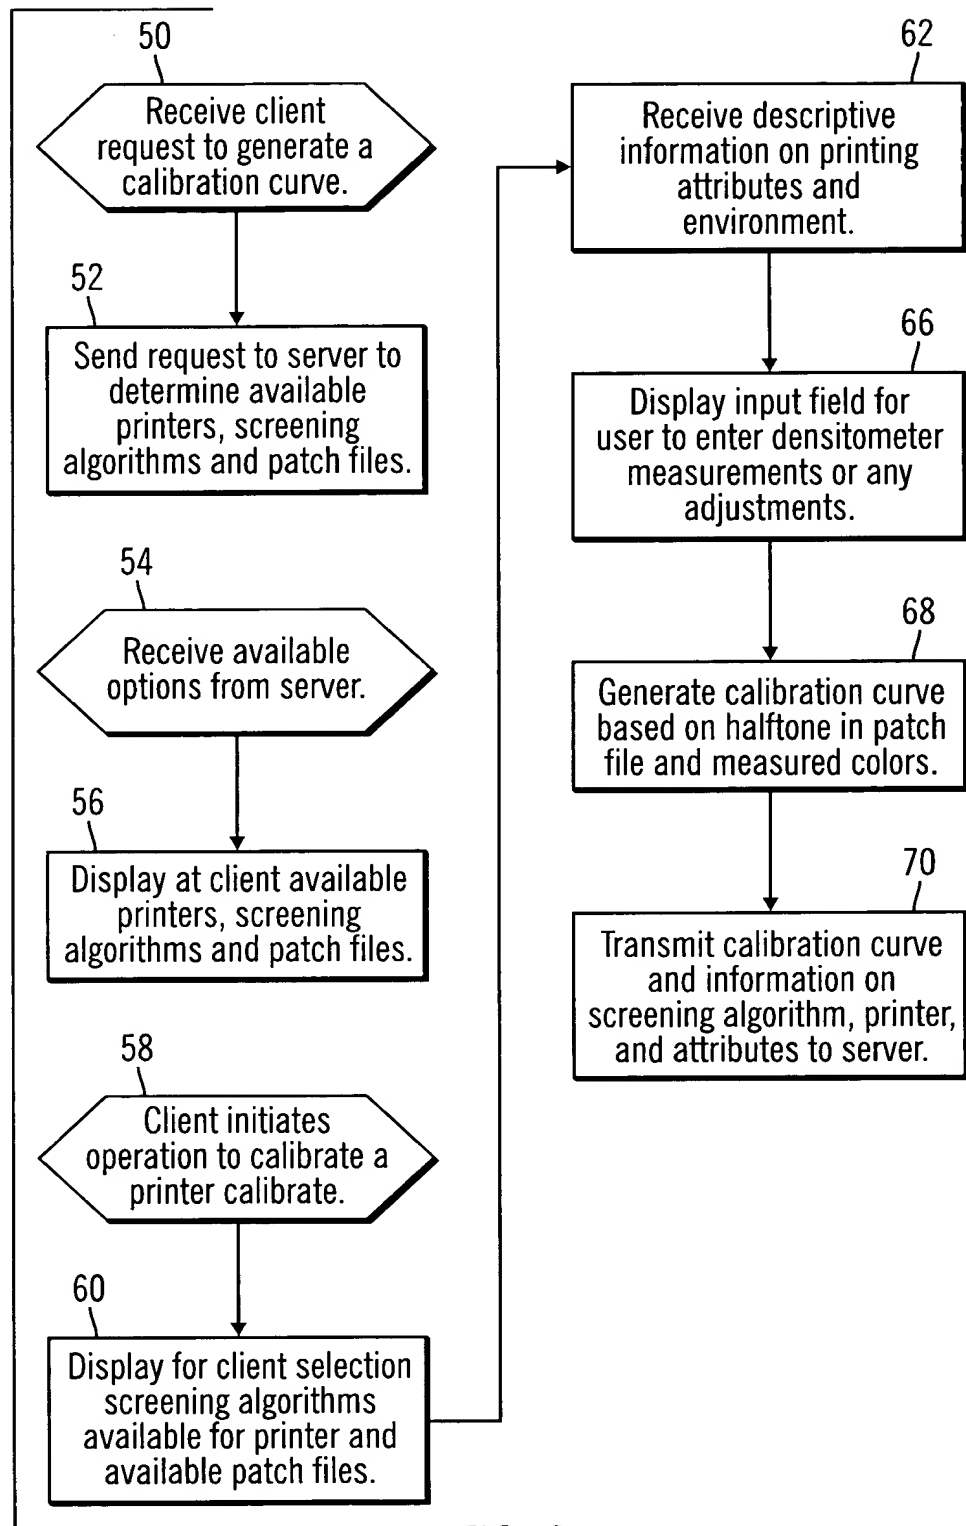 50
Receive client
request to generate a
calibration curve.
52
Send request to server to
determine available
printers, screening
algorithms and patch files.
54
Receive available
options from server.
56
Display at client available
printers, screening
algorithms and patch files.
58
Client initiates
operation to calibrate a
printer calibrate.
60
Display for client selection
screening algorithms
available for printer and
available patch files.
62
Receive descriptive
information on printing
attributes and
environment.
66
Display input field for
user to enter densitometer
measurements or any
adjustments.
68
Generate calibration curve
based on halftone in patch
file and measured colors.
70
Transmit calibration curve
and information on
screening algorithm, printer,
and attributes to server.